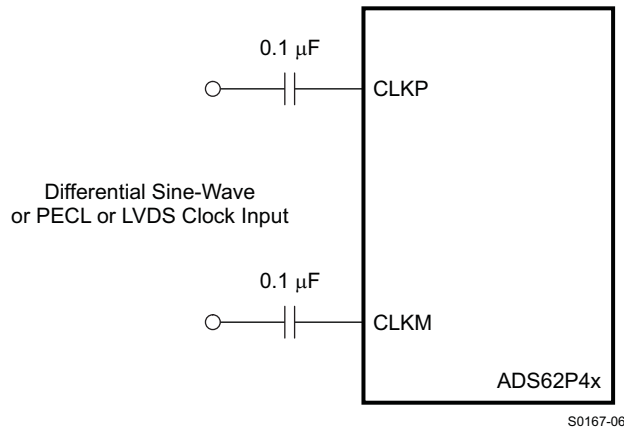 0.1 μF
CLKP
Differential Sine-Wave
or PECL or LVDS Clock Input
0.1 μF
CLKM
ADS62P4x
S0167-06